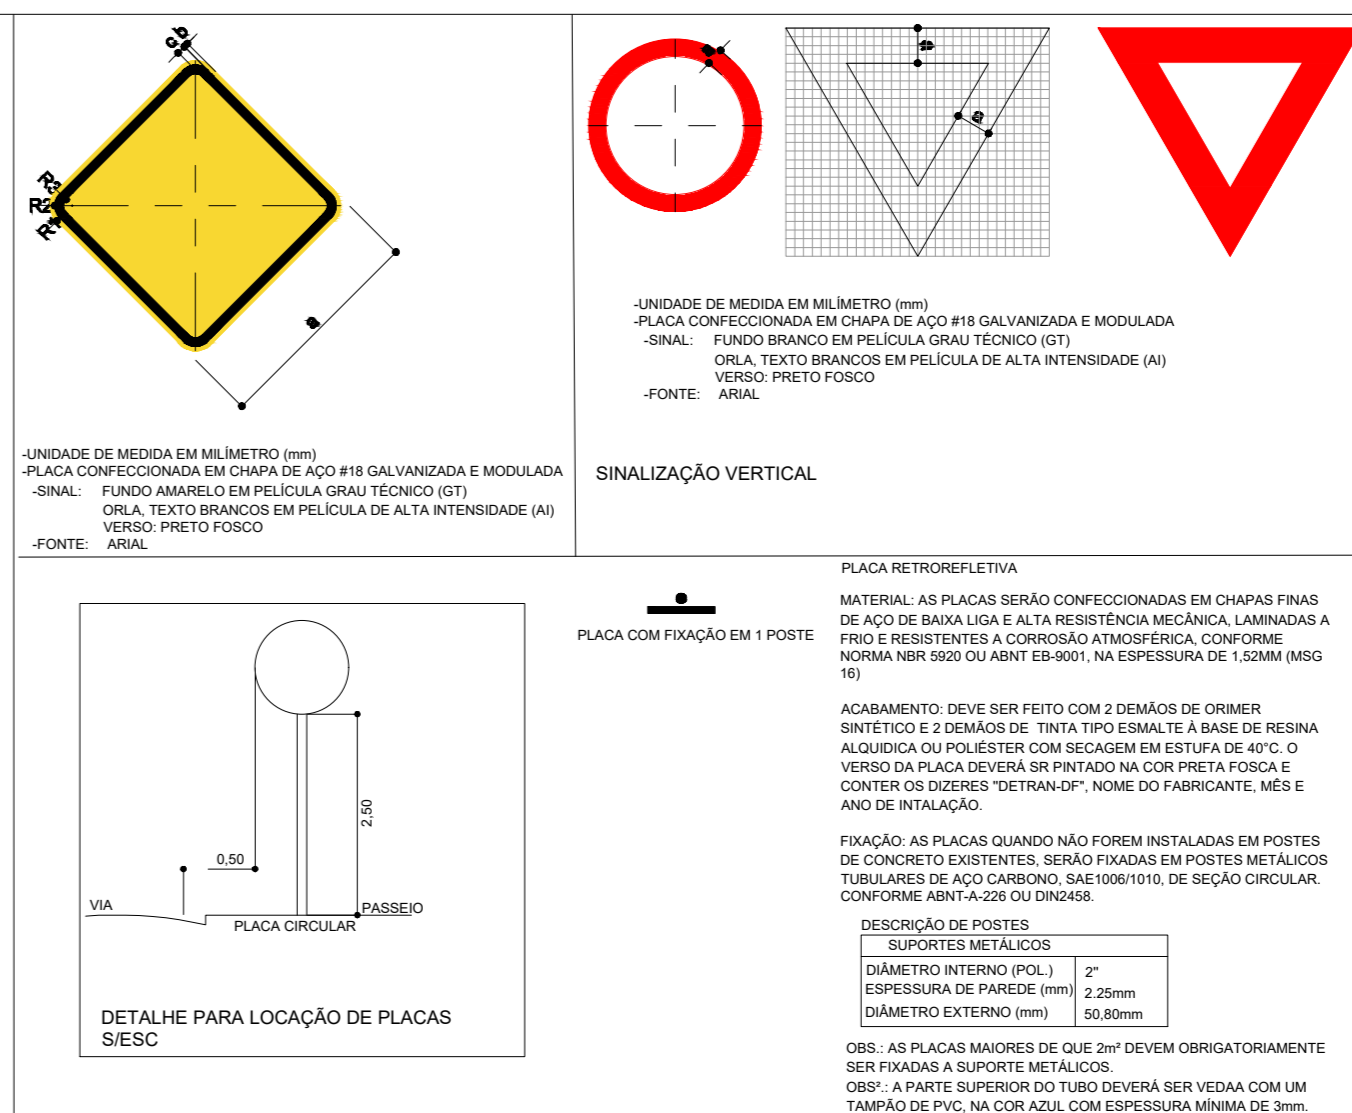 R3
R2
R1
-UNIDADE DE MEDIDA EM MILÍMETRO (mm)
-PLACA CONFECCIONADA EM CHAPA DE AÇO #18 GALVANIZADA E MODULADA
-SINAL: FUNDO AMARELO EM PELÍCULA GRAU TÉCNICO (GT)
ORLA, TEXTO BRANCOS EM PELÍCULA DE ALTA INTENSIDADE (AI)
VERSO: PRETO FOSCO
-FONTE: ARIAL
-UNIDADE DE MEDIDA EM MILÍMETRO (mm)
-PLACA CONFECCIONADA EM CHAPA DE AÇO #18 GALVANIZADA E MODULADA
-SINAL: FUNDO BRANCO EM PELÍCULA GRAU TÉCNICO (GT)
ORLA, TEXTO BRANCOS EM PELÍCULA DE ALTA INTENSIDADE (AI)
VERSO: PRETO FOSCO
-FONTE: ARIAL
SINALIZAÇÃO VERTICAL
0,50
2,50
VIA
PASSEIO
PLACA CIRCULAR
DETALHE PARA LOCAÇÃO DE PLACAS
S/ESC
PLACA COM FIXAÇÃO EM 1 POSTE
PLACA RETROREFLETIVA
MATERIAL: AS PLACAS SERÃO CONFECCIONADAS EM CHAPAS FINAS
DE AÇO DE BAIXA LIGA E ALTA RESISTÊNCIA MECÂNICA, LAMINADAS A
FRIO E RESISTENTES A CORROSÃO ATMOSFÉRICA, CONFORME
NORMA NBR 5920 OU ABNT EB-9001, NA ESPESSURA DE 1,52MM (MSG
16)
ACABAMENTO: DEVE SER FEITO COM 2 DEMÃOS DE ORIMER
SINTÉTICO E 2 DEMÃOS DE TINTA TIPO ESMALTE À BASE DE RESINA
ALQUIDICA OU POLIÉSTER COM SECAGEM EM ESTUFA DE 40°C. O
VERSO DA PLACA DEVERÁ SR PINTADO NA COR PRETA FOSCA E
CONTER OS DIZERES "DETRAN-DF", NOME DO FABRICANTE, MÊS E
ANO DE INTALAÇÃO.
FIXAÇÃO: AS PLACAS QUANDO NÃO FOREM INSTALADAS EM POSTES
DE CONCRETO EXISTENTES, SERÃO FIXADAS EM POSTES METÁLICOS
TUBULARES DE AÇO CARBONO, SAE1006/1010, DE SEÇÃO CIRCULAR.
CONFORME ABNT-A-226 OU DIN2458.
DESCRIÇÃO DE POSTES
SUPORTES METÁLICOS
DIÂMETRO INTERNO (POL.) 2"
ESPESSURA DE PAREDE (mm) 2.25mm
DIÂMETRO EXTERNO (mm) 50,80mm
OBS.: AS PLACAS MAIORES DE QUE 2m² DEVEM OBRIGATORIAMENTE
SER FIXADAS A SUPORTE METÁLICOS.
OBS².: A PARTE SUPERIOR DO TUBO DEVERÁ SER VEDAA COM UM
TAMPÃO DE PVC, NA COR AZUL COM ESPESSURA MÍNIMA DE 3mm.